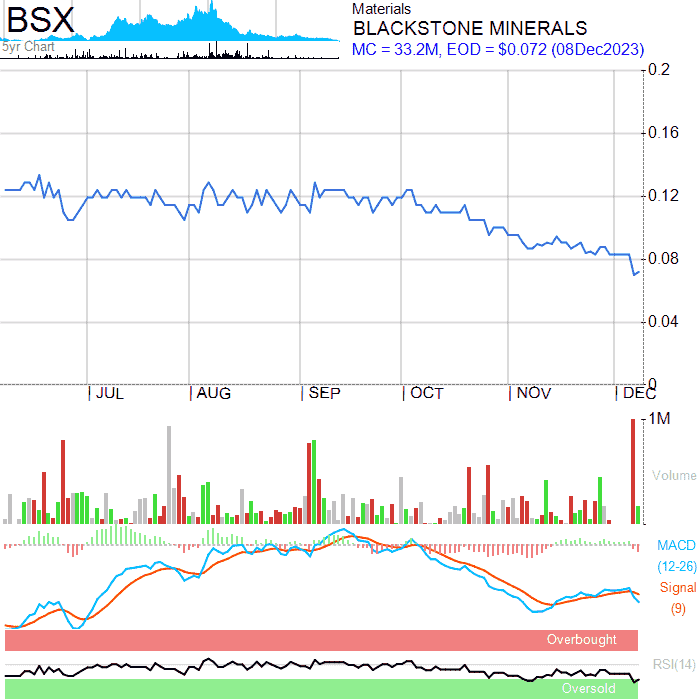 BSX
5yr Chart
Materials
BLACKSTONE MINERALS
MC = 33.2M, EOD = $0.072 (08Dec2023)
0.2
0.16
0.12
0.08
0.04
0
JUL AUG SEP OCT NOV DEC
1M
Volume
MACD
(12-26)
Signal
(9)
Overbought
RSI(14)
Oversold